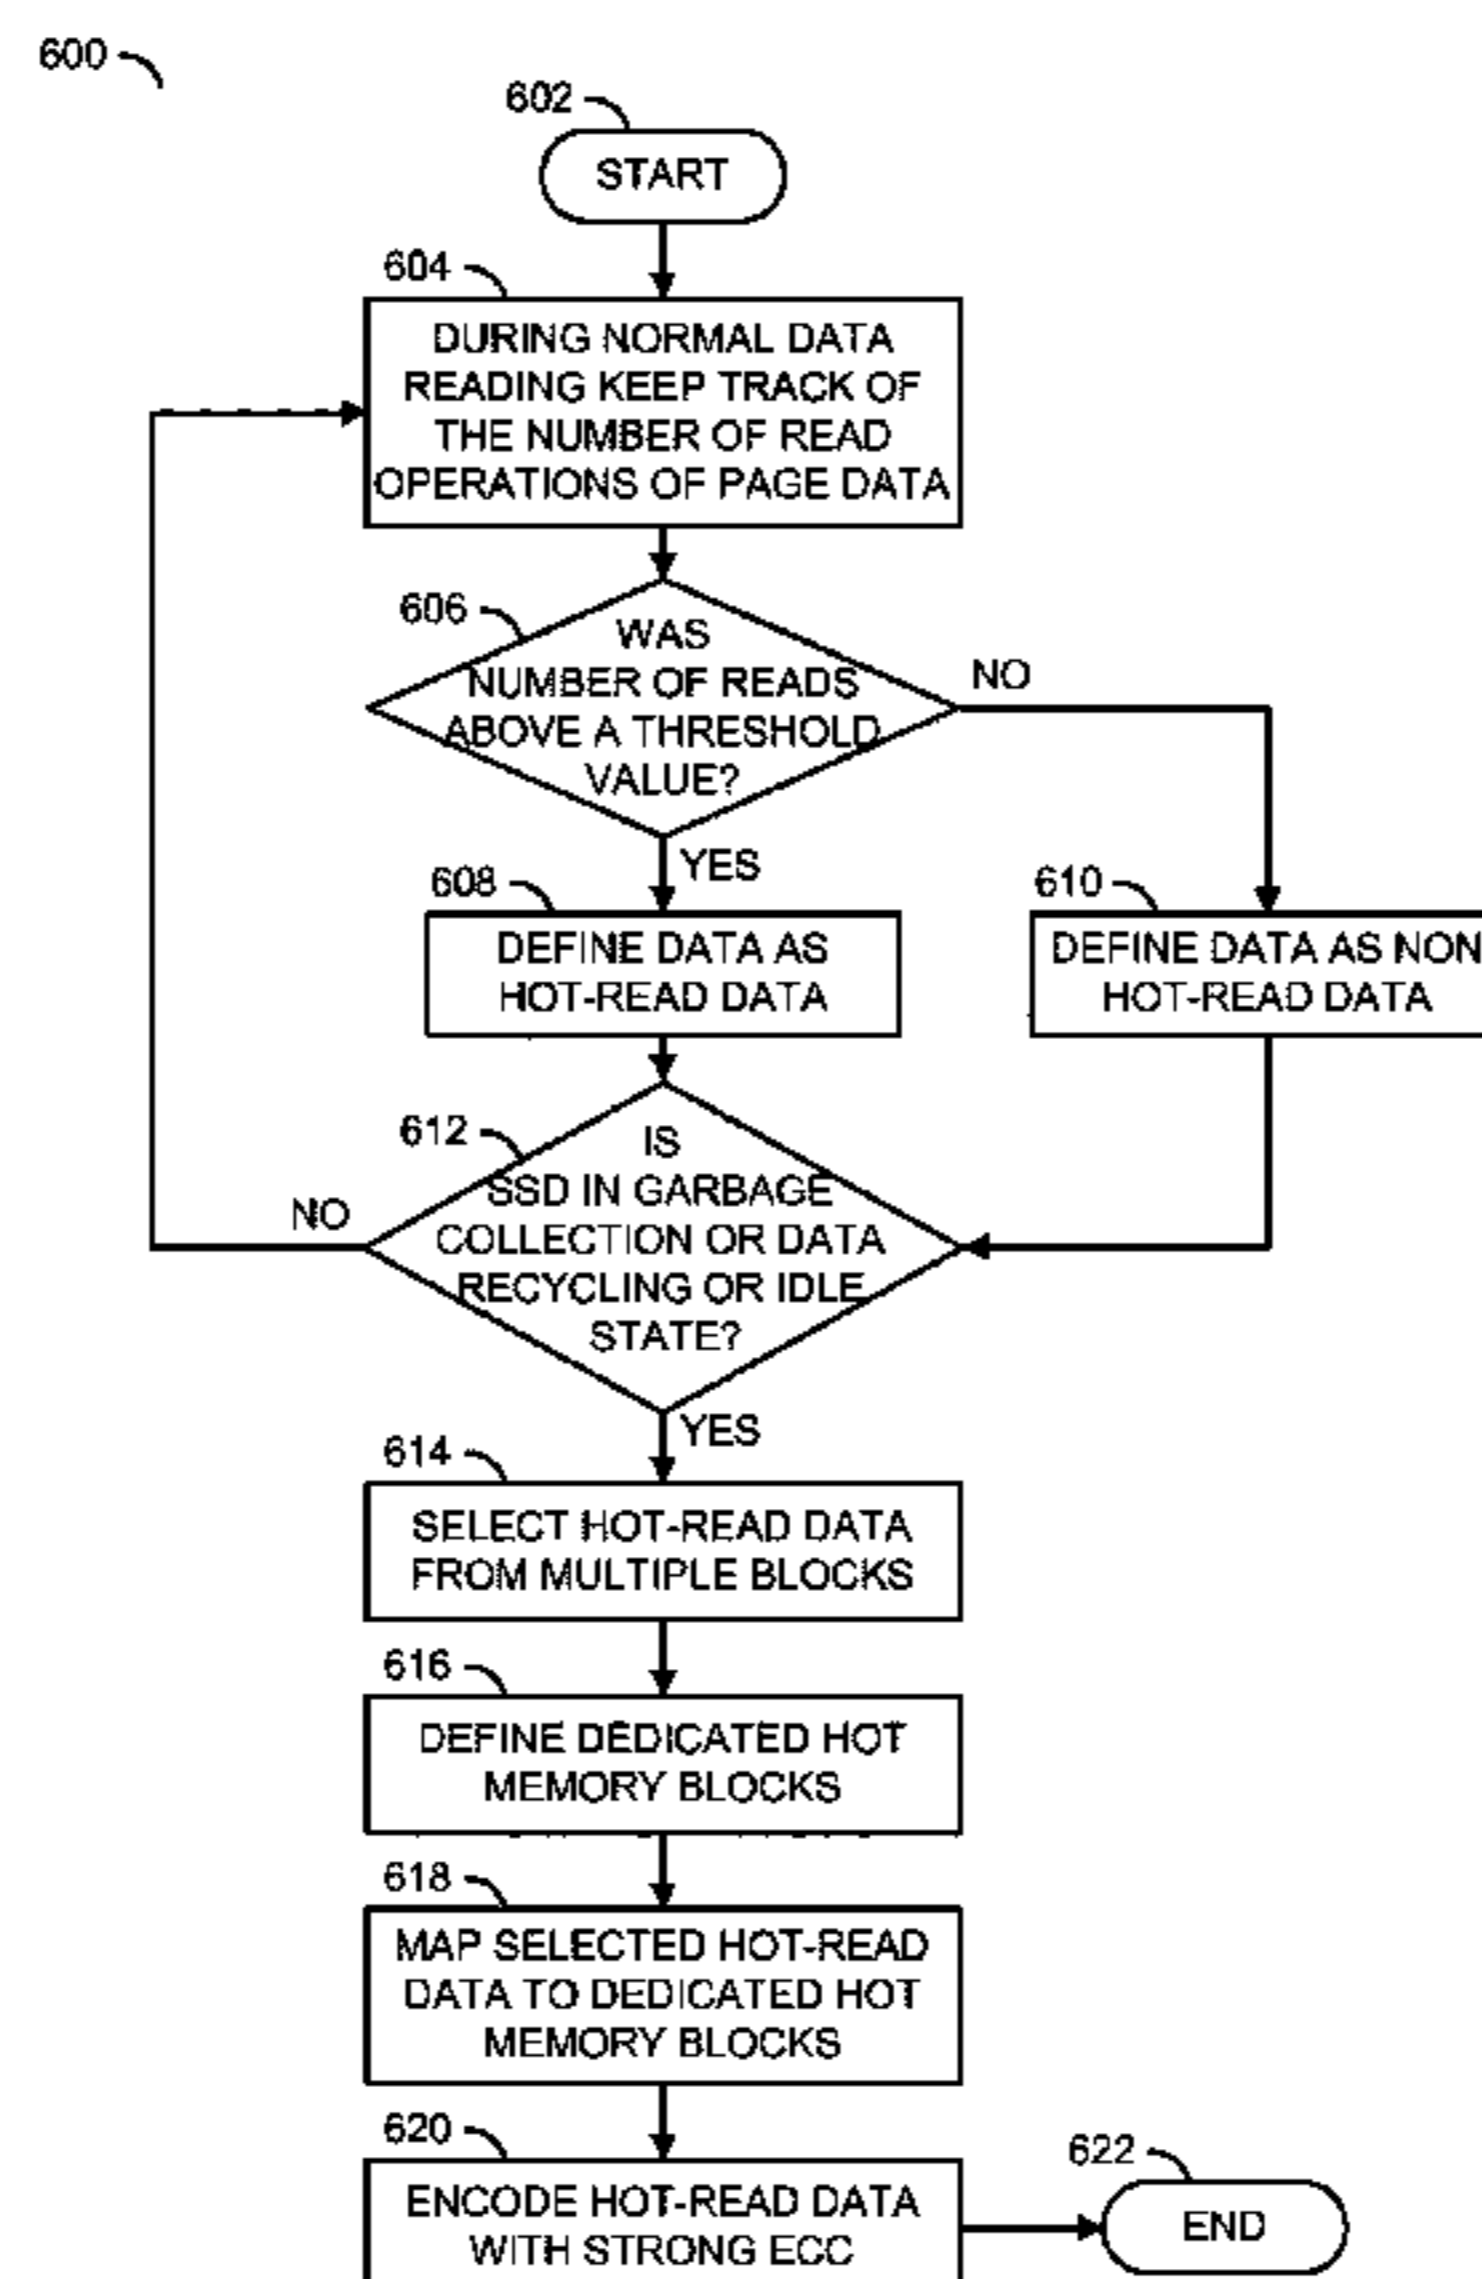 600
602
START
604
DURING NORMAL DATA
READING KEEP TRACK OF
THE NUMBER OF READ
OPERATIONS OF PAGE DATA
606
WAS
NUMBER OF READS
ABOVE A THRESHOLD
VALUE?
NO
YES
608
DEFINE DATA AS
HOT-READ DATA
610
DEFINE DATA AS NON
HOT-READ DATA
612
IS
SSD IN GARBAGE
COLLECTION OR DATA
RECYCLING OR IDLE
STATE?
NO
YES
614
SELECT HOT-READ DATA
FROM MULTIPLE BLOCKS
616
DEFINE DEDICATED HOT
MEMORY BLOCKS
618
MAP SELECTED HOT-READ
DATA TO DEDICATED HOT
MEMORY BLOCKS
620
ENCODE HOT-READ DATA
WITH STRONG ECC
622
END